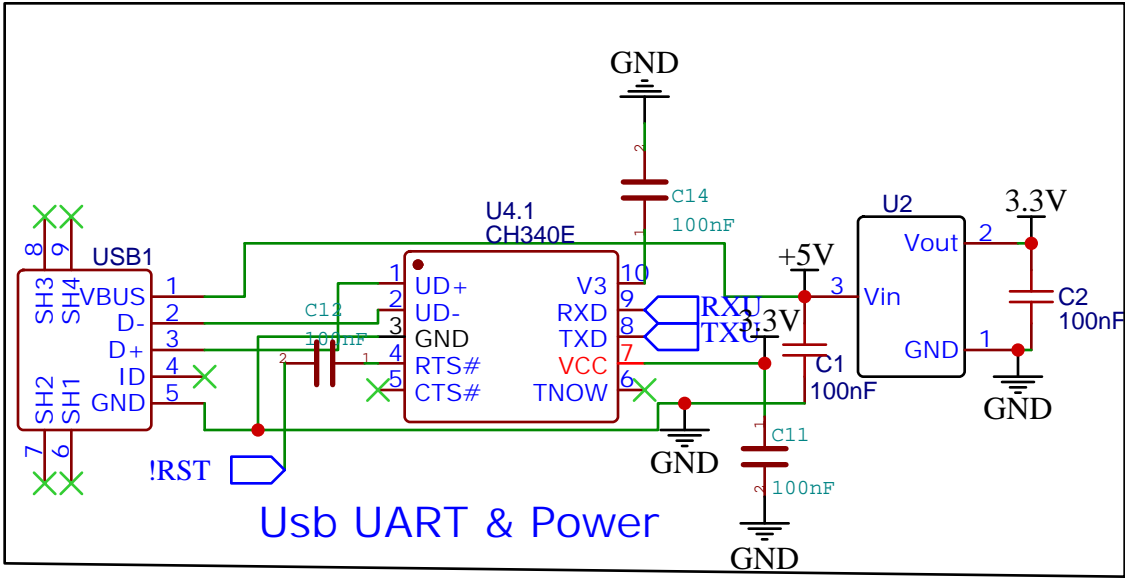 GND
C14
100nF
2
1
USB1
8
9
SH3
SH4
VBUS
1
D-
2
D+
3
ID
4
GND
5
SH2
SH1
7
6
U4.1
CH340E
1
UD+
2
UD-
3
GND
4
RTS#
5
CTS#
V3
10
RXD
9
TXD
8
VCC
7
TNOW
6
C12
100nF
2
1
!RST
RXU
TXU
3.3V
+5V
C1
100nF
U2
Vout
2
3
Vin
GND
1
3.3V
C2
100nF
GND
GND
1
C11
100nF
2
GND
Usb UART & Power